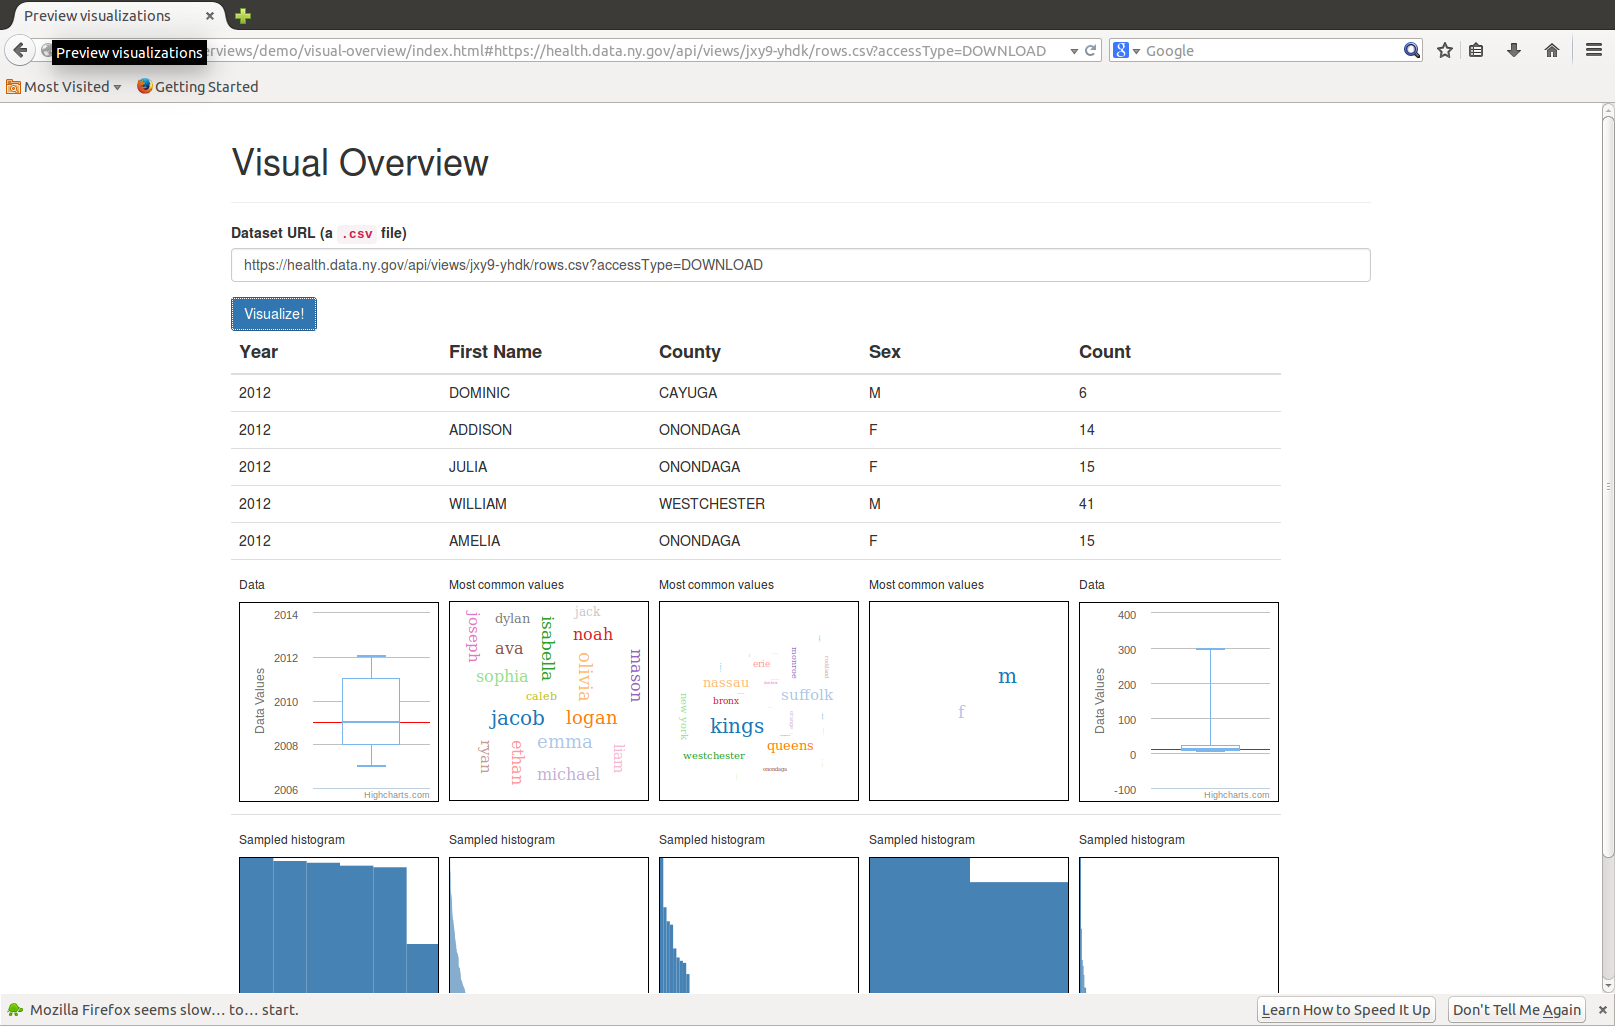 Preview visualizations
Preview visualizations
erviews/demo/visual-overview/index.html#https://health.data.ny.gov/api/views/jxy9-yhdk/rows.csv?accessType=DOWNLOAD
Google
Most Visited
Getting Started
Visual Overview
Dataset URL (a .csv file)
https://health.data.ny.gov/api/views/jxy9-yhdk/rows.csv?accessType=DOWNLOAD
Visualize!
Year First Name County Sex Count
2012 DOMINIC CAYUGA M 6
2012 ADDISON ONONDAGA F 14
2012 JULIA ONONDAGA F 15
2012 WILLIAM WESTCHESTER M 41
2012 AMELIA ONONDAGA F 15
Data
Data Values
2014
2012
2010
2008
2006
Highcharts.com
Most common values
joseph
dylan
isabella
jack
noah
ava
olivia
mason
sophia
caleb
jacob
logan
ryan
ethan
emma
liam
michael
Most common values
erie
monroe
nassau
suffolk
new york
bronx
kings
queens
westchester
onondaga
Most common values
m
f
Data
Data Values
400
300
200
100
0
-100
Highcharts.com
Sampled histogram
Sampled histogram
Sampled histogram
Sampled histogram
Sampled histogram
Mozilla Firefox seems slow... to... start.
Learn How to Speed It Up
Don't Tell Me Again